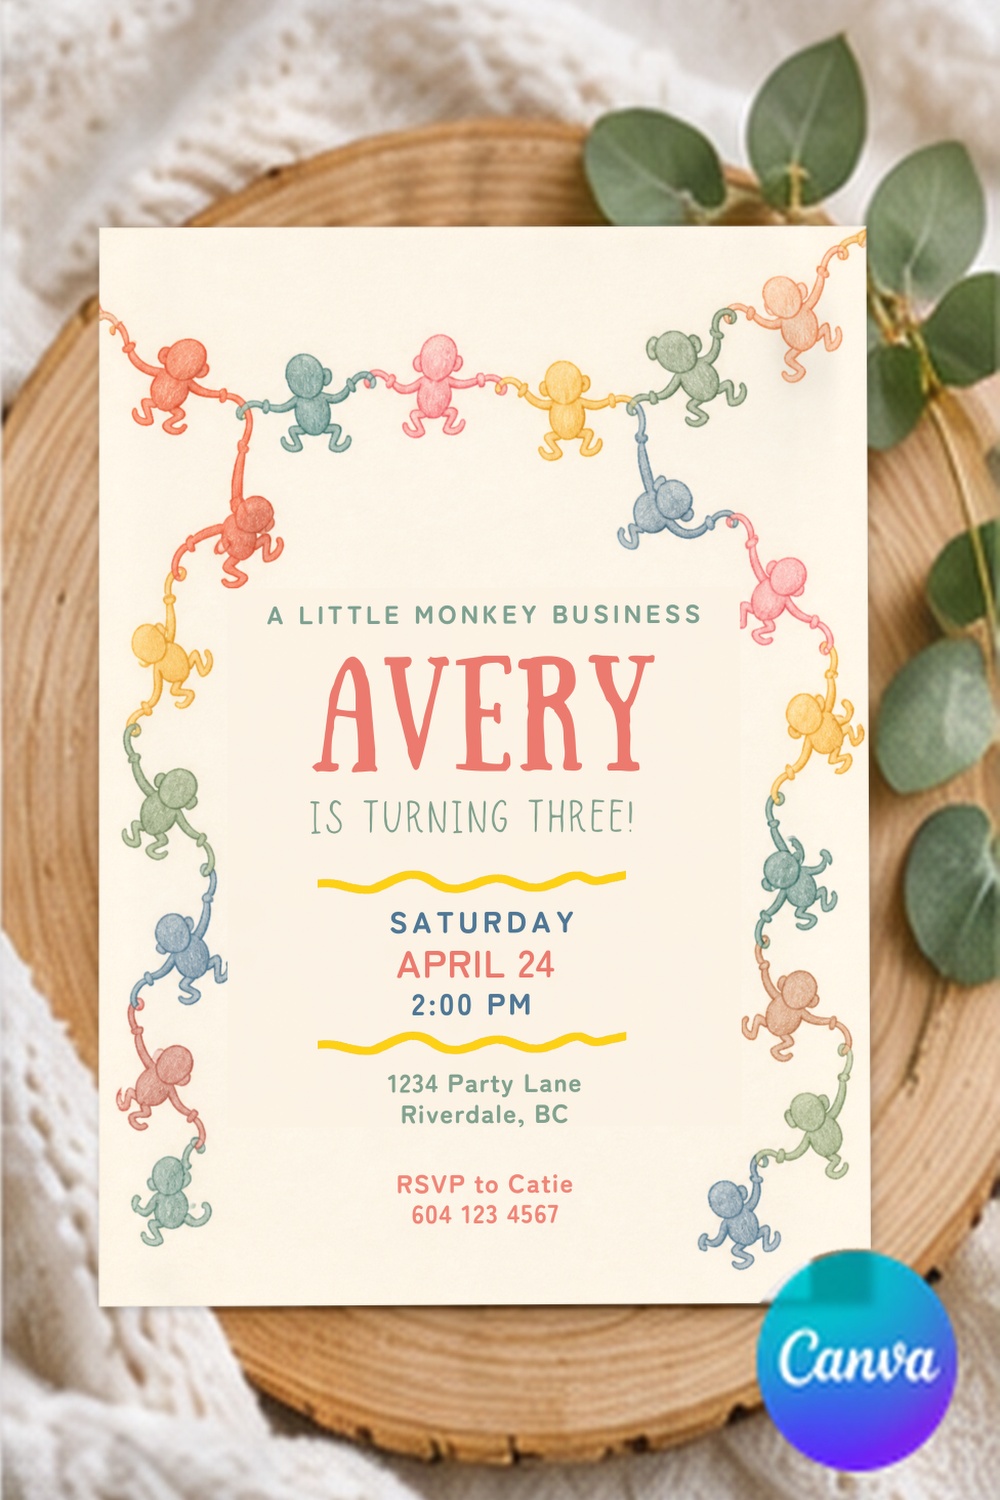 A LITTLE MONKEY BUSINESS
AVERY
IS TURNING THREE!
SATURDAY
APRIL 24
2:00 PM
1234 Party Lane
Riverdale, BC
RSVP to Catie
604 123 4567
Canva